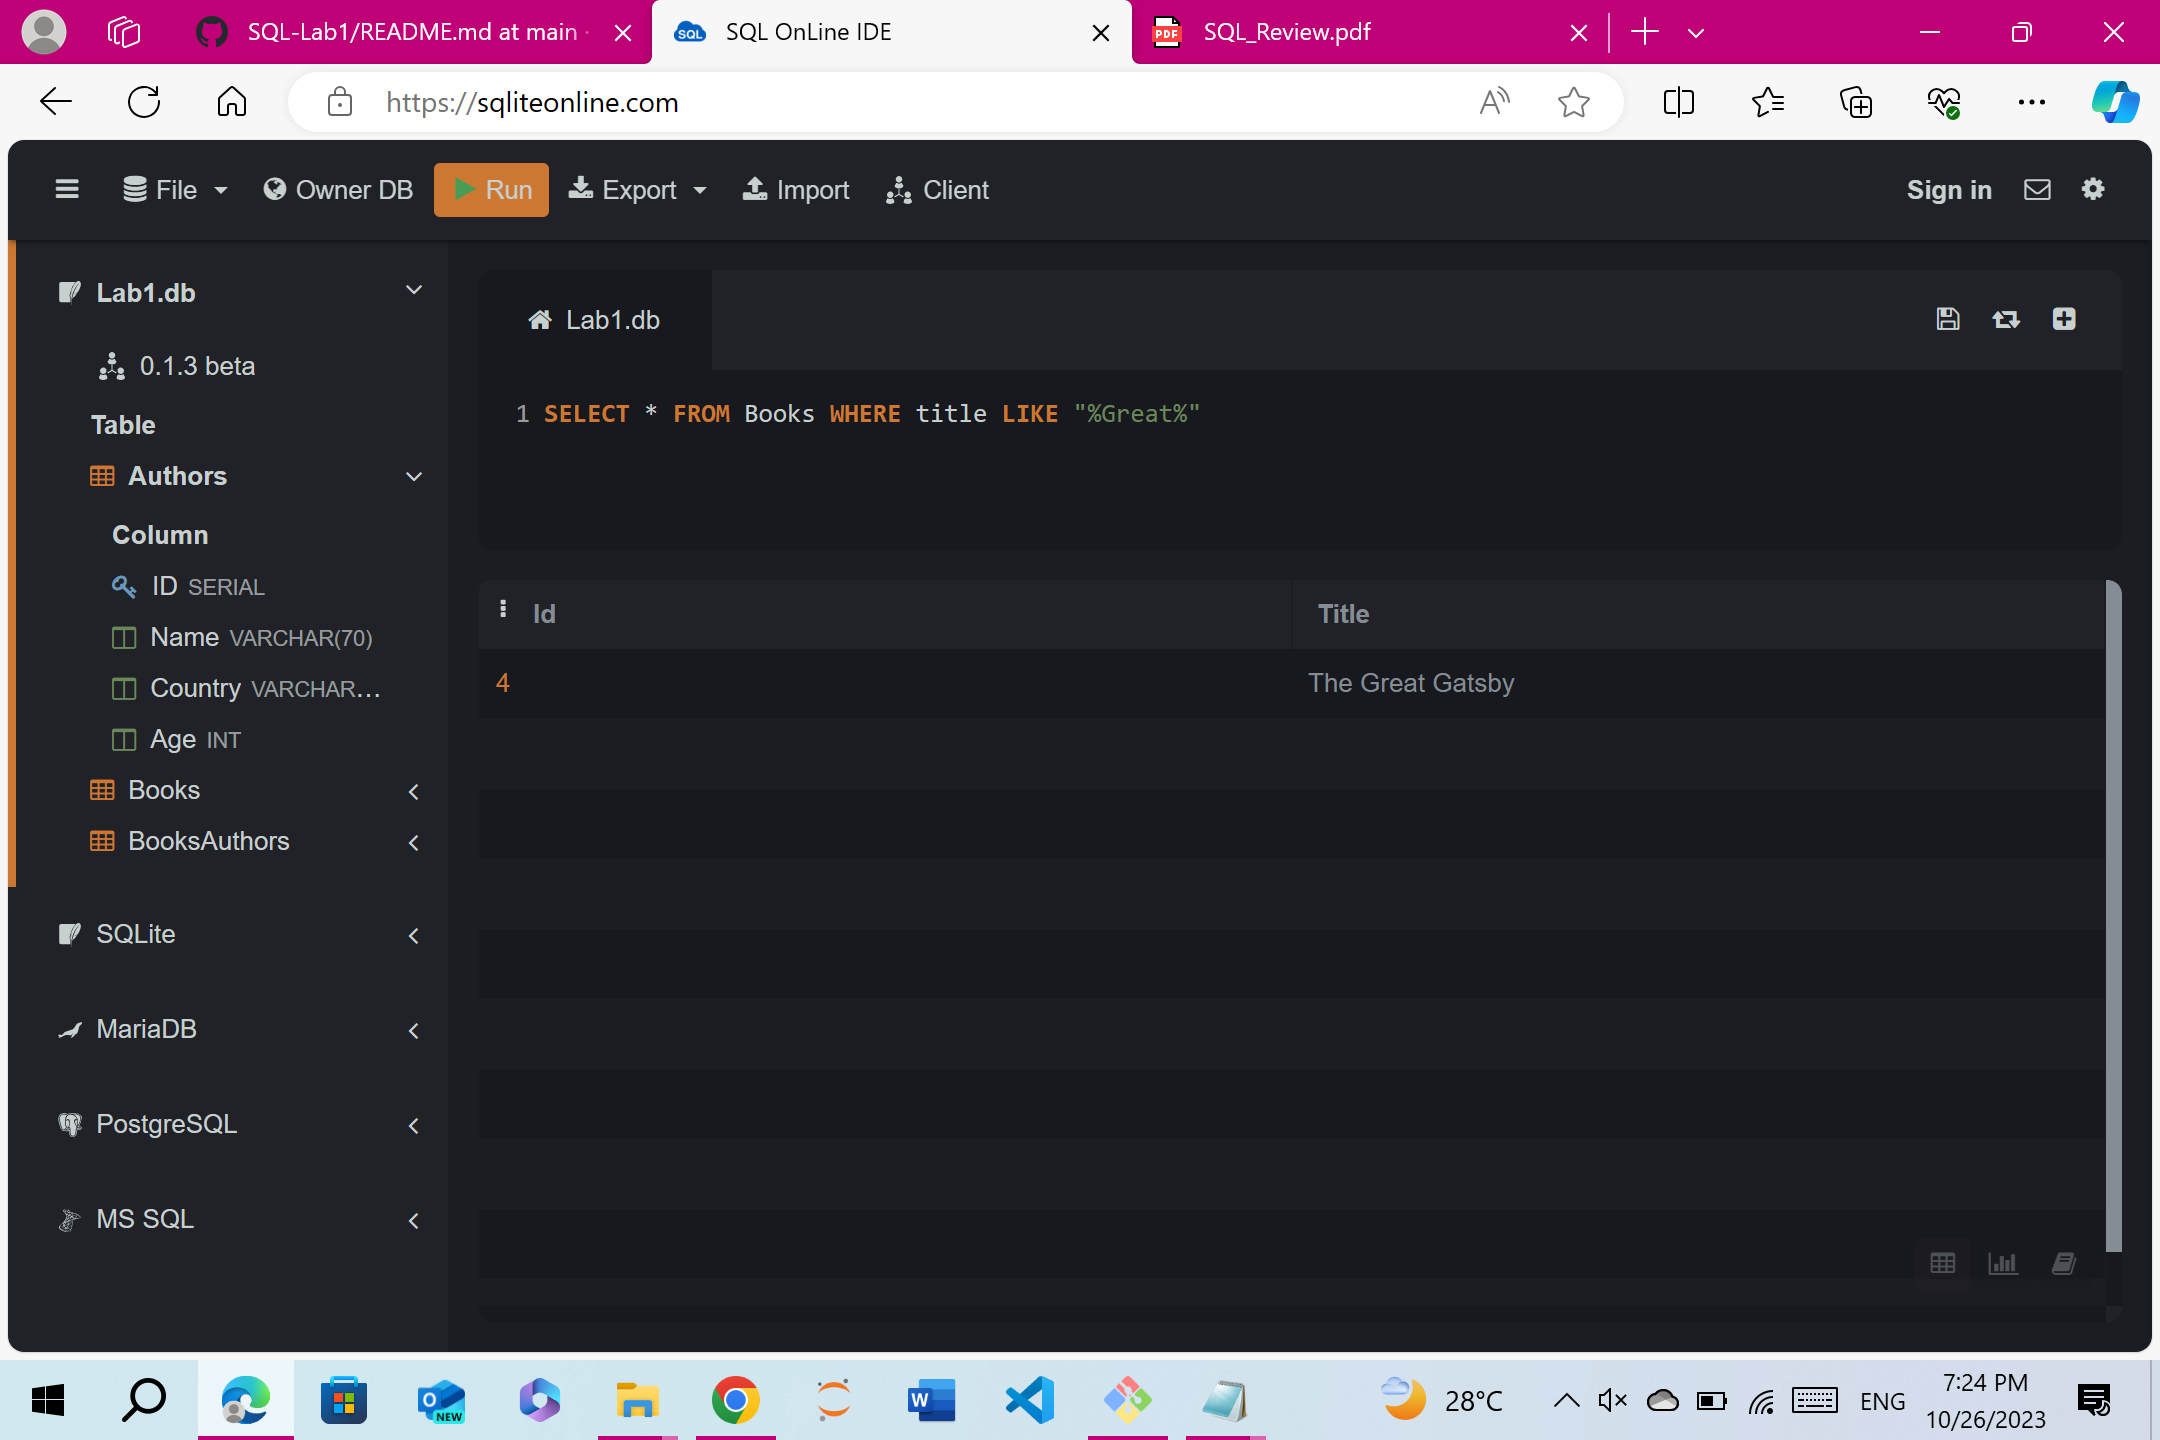 SQL-Lab1/README.md at main
SQL OnLine IDE
PDF SQL_Review.pdf
https://sqliteonline.com
File
Owner DB
Run
Export
Import
Client
Sign in
Lab1.db
0.1.3 beta
Table
Authors
Column
ID SERIAL
Name VARCHAR(70)
Country VARCHAR...
Age INT
Books
BooksAuthors
SQLite
MariaDB
PostgreSQL
MS SQL
Lab1.db
1 SELECT * FROM Books WHERE title LIKE "%Great%"
Id Title
4 The Great Gatsby
28°C
ENG
7:24 PM
10/26/2023
SQL
NEW